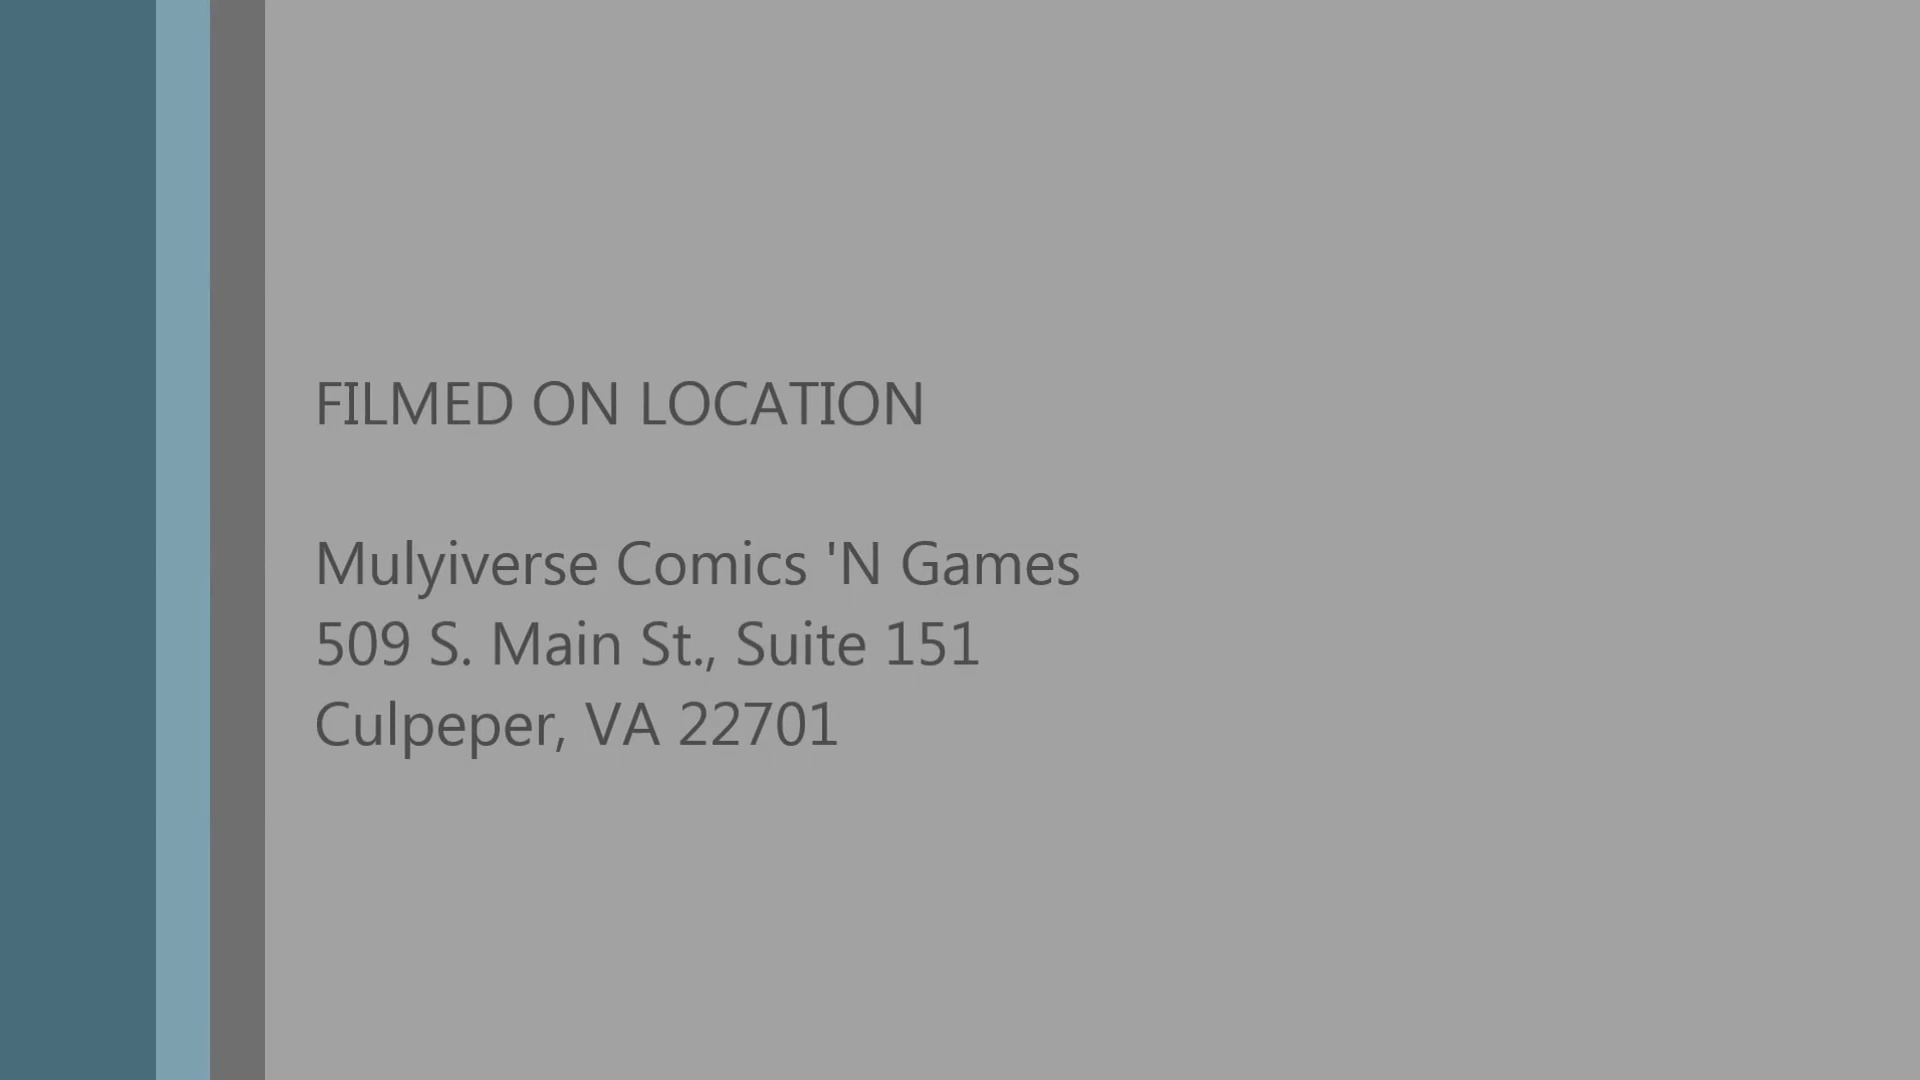 FILMED ON LOCATION
Mulyiverse Comics 'N Games
509 S. Main St., Suite 151
Culpeper, VA 22701